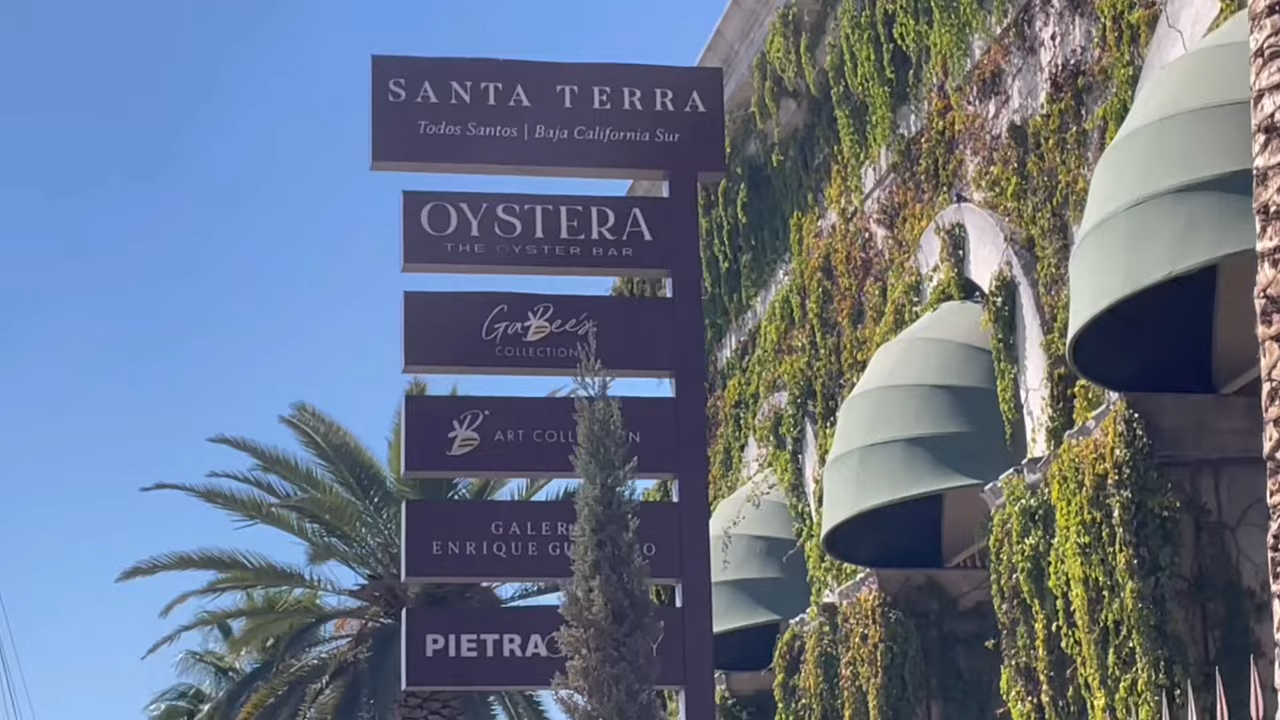 SANTA TERRA
Todos Santos | Baja California Sur
OYSTERA
THE OYSTER BAR
GaBee's
COLLECTION
B ART
ENRIQUE
PIETRA